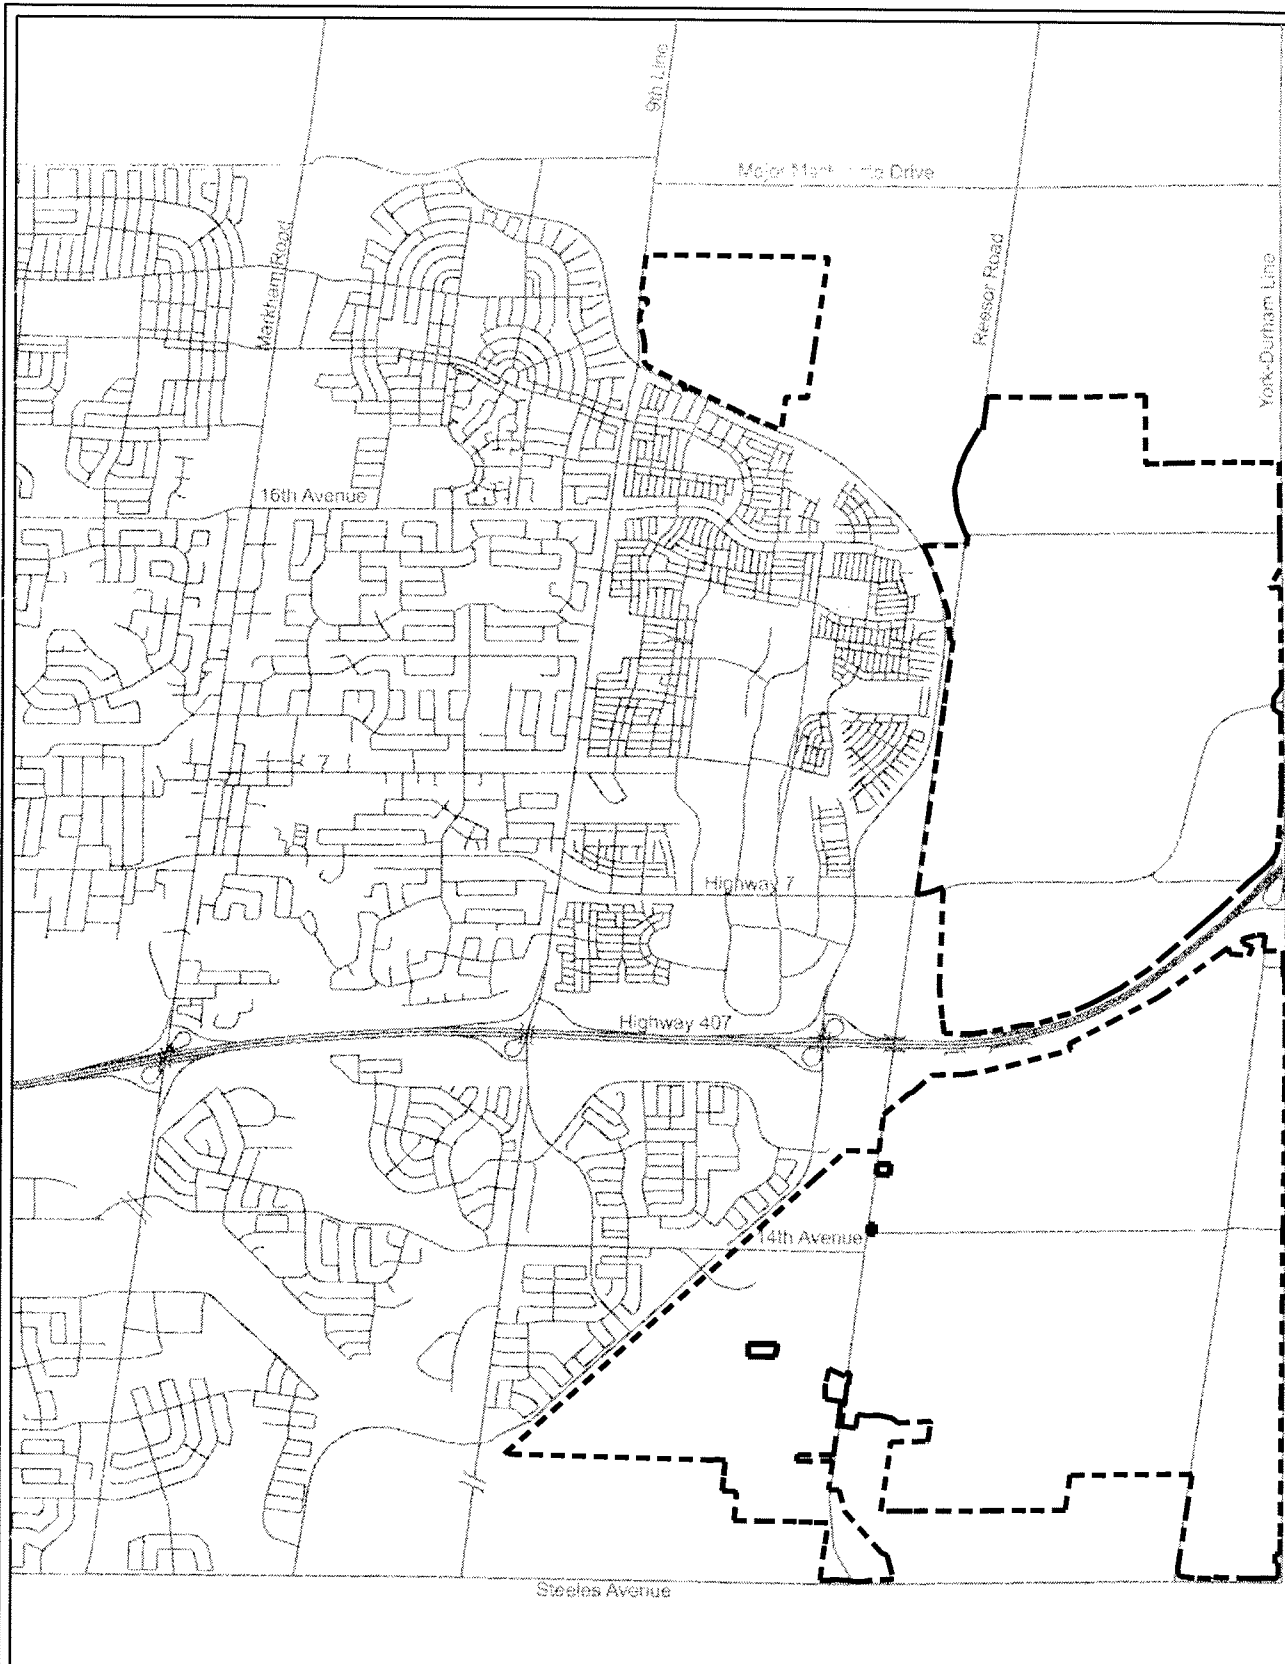 9th Line
Major
Drive
Markham Road
Reesor Road
York-Durham Line
16th Avenue
7
Highway 7
Highway 407
14th Avenue
Steeles Avenue